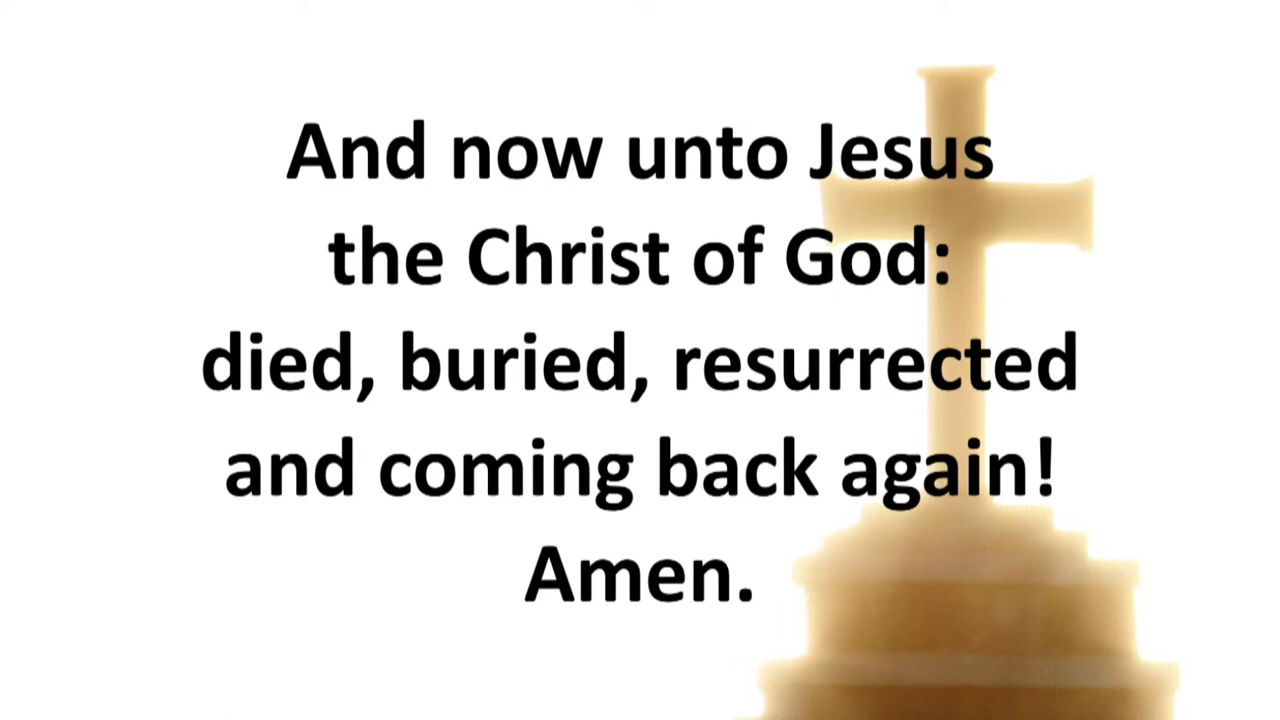 And now unto Jesus
the Christ of God:
died, buried, resurrected
and coming back again!
Amen.